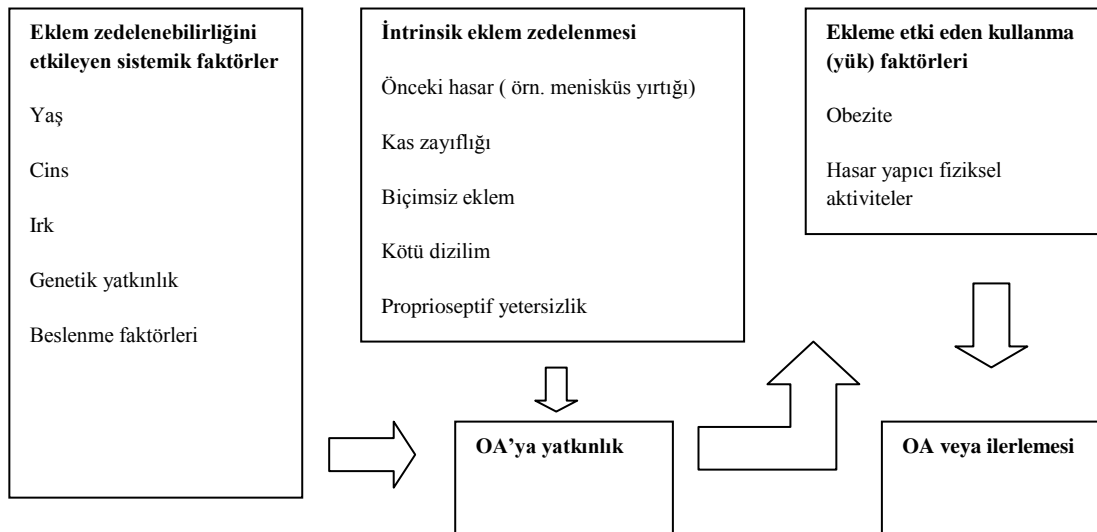 Eklem zedelenebilirliğini
etkileyen sistemik faktörler
Yaş
Cins
Irk
Genetik yatkınlık
Beslenme faktörleri
İntrinsik eklem zedelenmesi
Önceki hasar ( örn. menisküs yırtığı)
Kas zayıflığı
Biçimsiz eklem
Kötü dizilim
Proprioseptif yetersizlik
Ekleme etki eden kullanma
(yük) faktörleri
Obezite
Hasar yapıcı fiziksel
aktiviteler
OA’ya yatkınlık
OA veya ilerlemesi